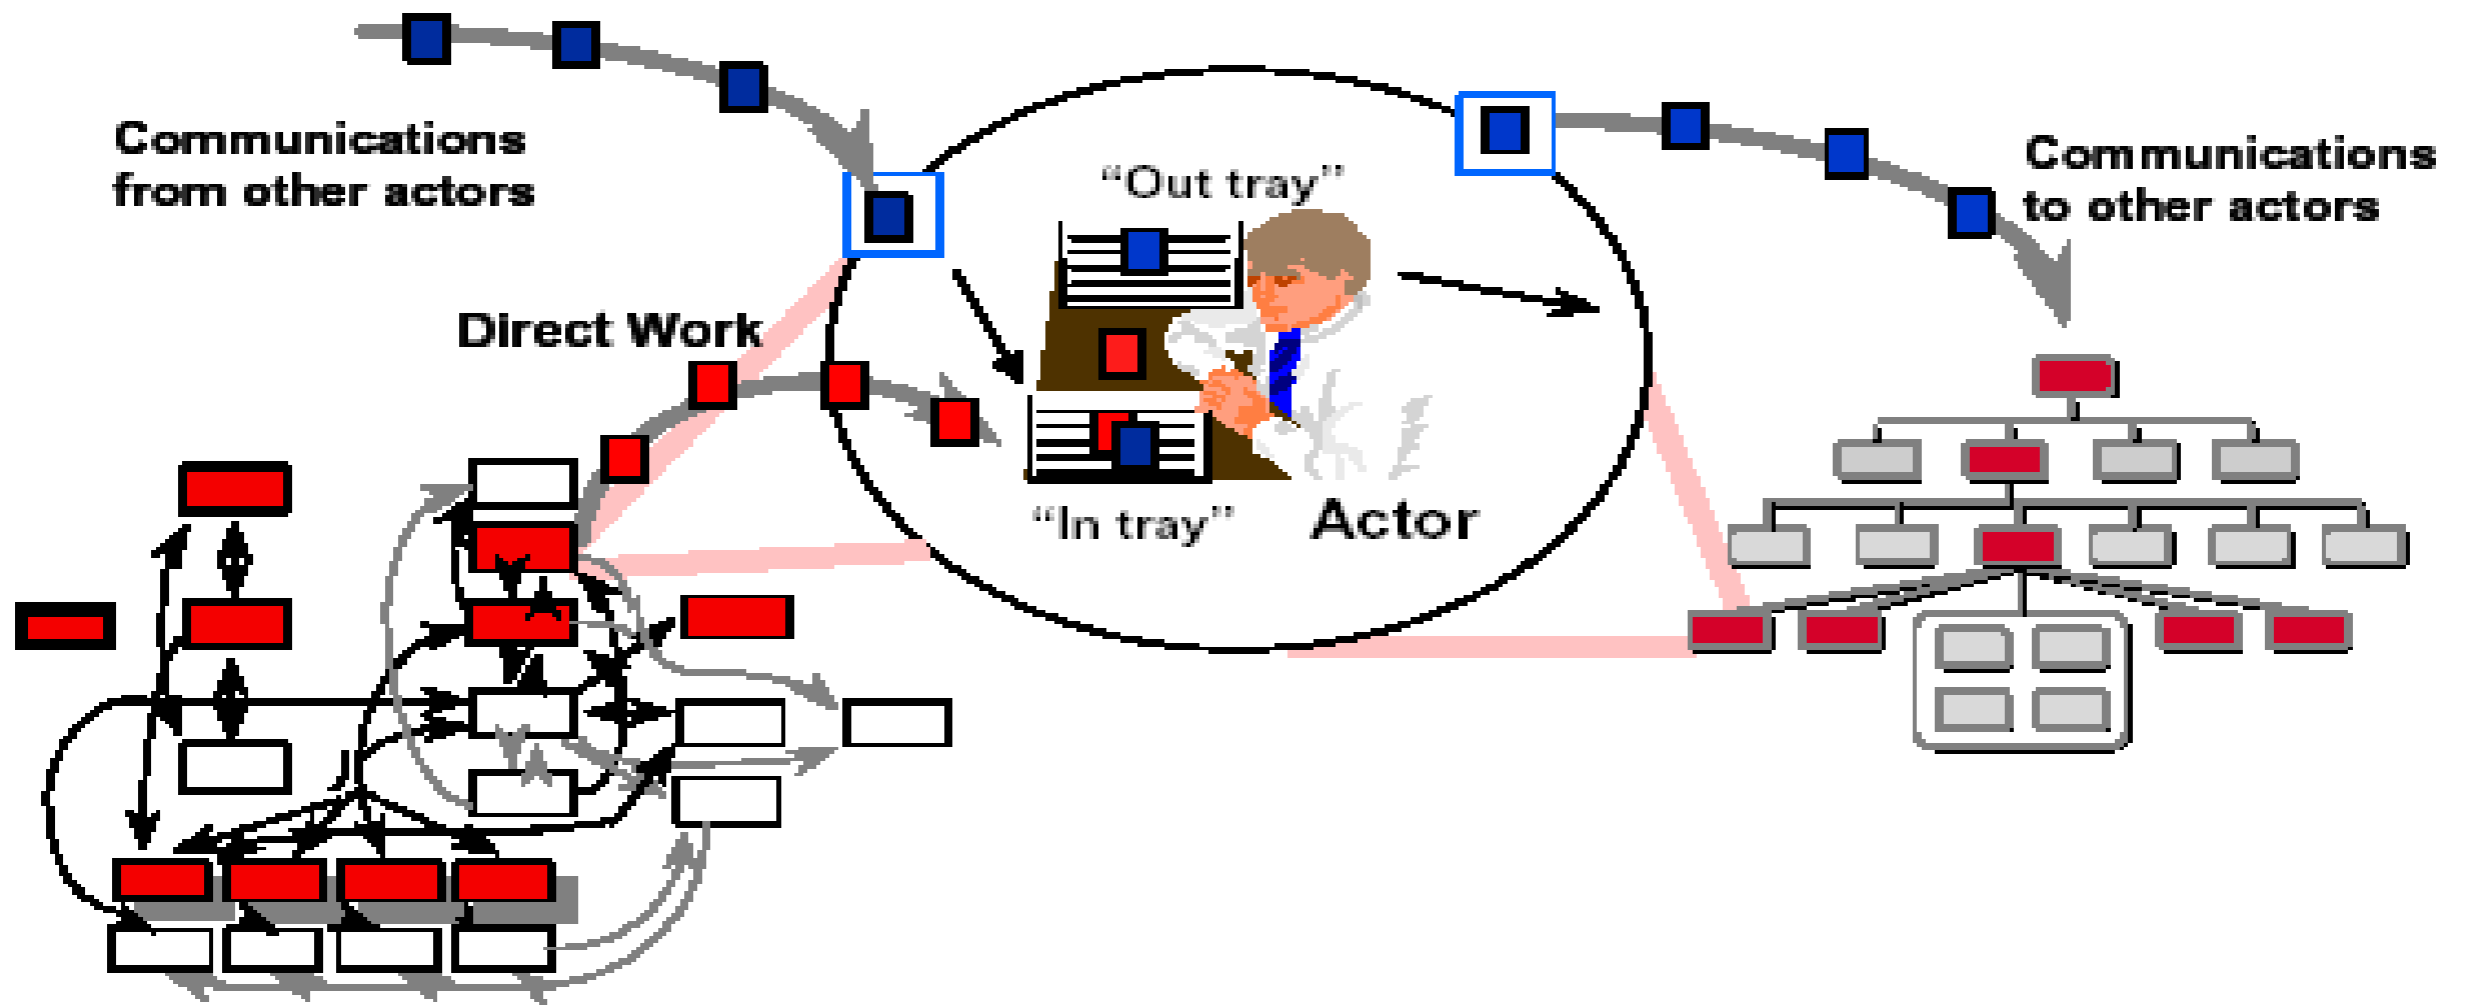 Communications
from other actors
Direct Work
“Out tray”
“In tray”
Actor
Communications
to other actors